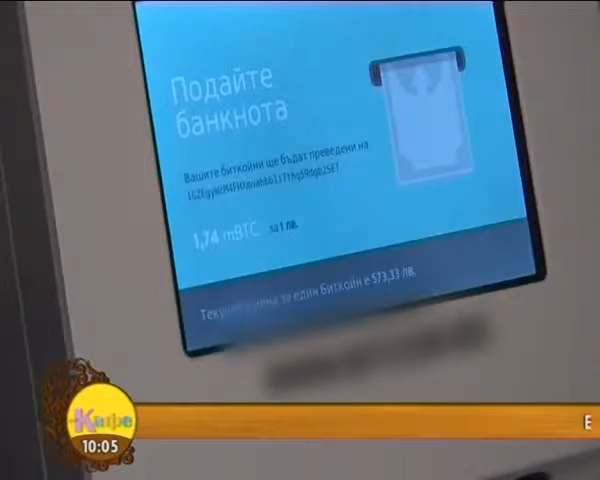 Подайте
банкнота
Вашите биткойни ще бъдат преведени на
1,74 mBTC за 1 лв.
Текущата цена за един биткойн е 573,33 лв.
Кафе
10:05
Е